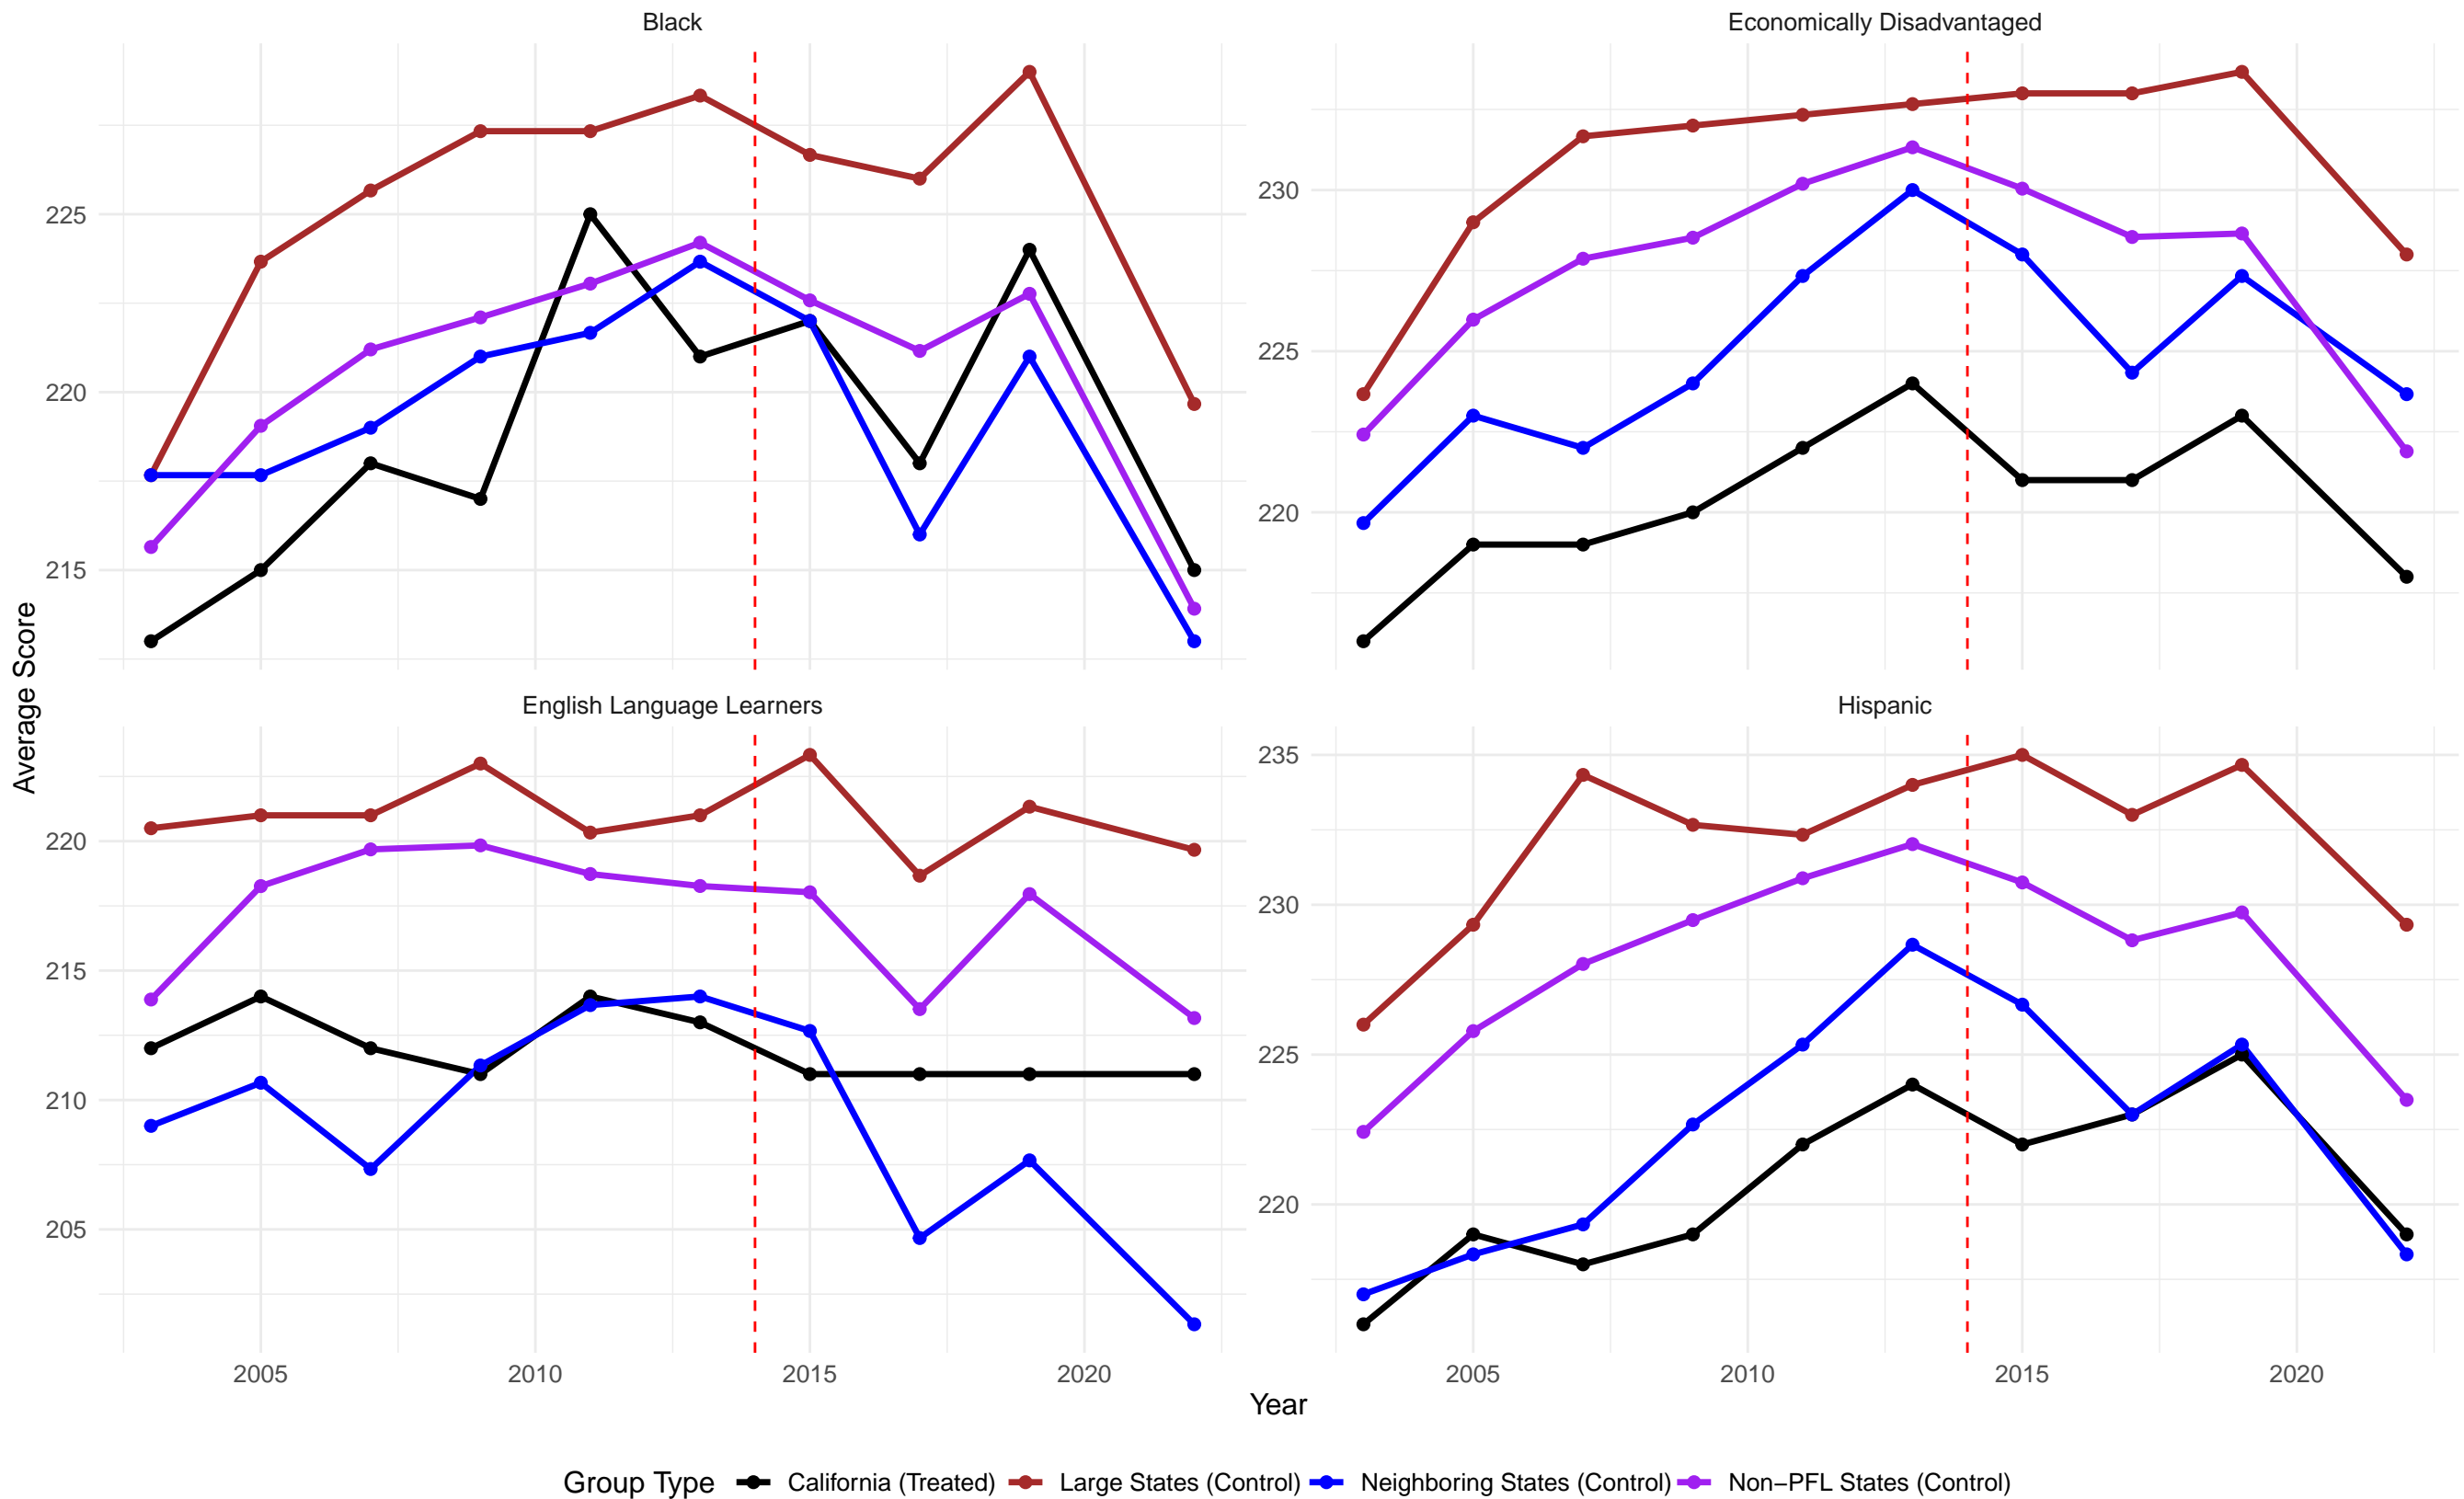 Black
Economically Disadvantaged
225
220
215
230
225
220
English Language Learners
Hispanic
220
215
210
205
235
230
225
220
Average Score
2005 2010 2015 2020
2005 2010 2015 2020
Year
Group Type California (Treated) Large States (Control) Neighboring States (Control) Non−PFL States (Control)